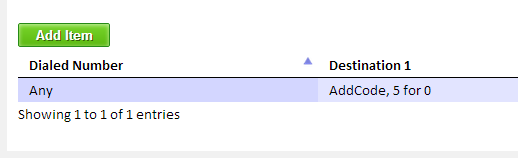 Add Item
Dialed Number Destination 1
Any AddCode, 5 for 0
Showing 1 to 1 of 1 entries